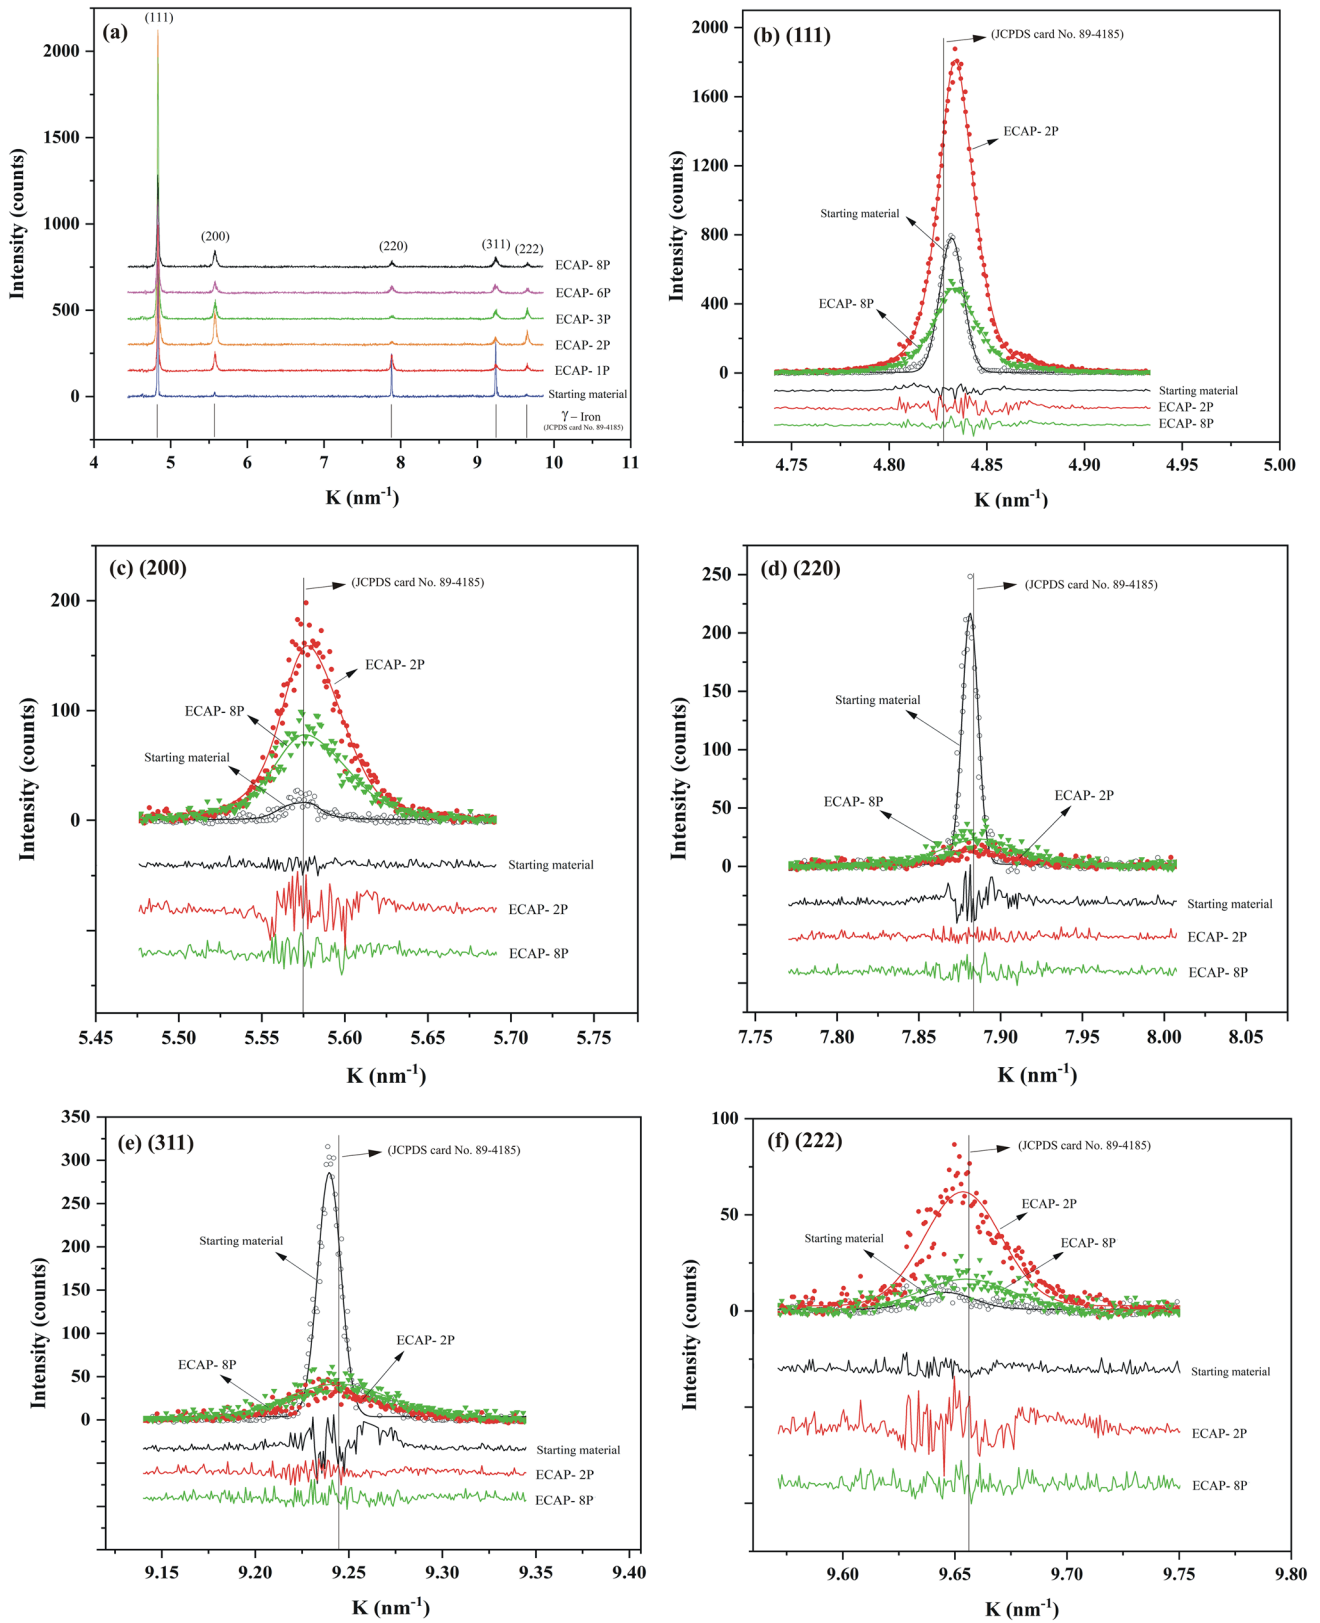 (a)
(111)
2000
1500
1000
500
0
Intensity (counts)
(200)
(220)
(311)
(222)
ECAP- 8P
ECAP- 6P
ECAP- 3P
ECAP- 2P
ECAP- 1P
Starting material
γ – Iron
(JCPDS card No. 89-4185)
4 5 6 7 8 9 10 11
K (nm-1)
(b) (111)
(JCPDS card No. 89-4185)
2000
1600
1200
800
400
0
Intensity (counts)
ECAP- 2P
Starting material
ECAP- 8P
Starting material
ECAP- 2P
ECAP- 8P
4.75 4.80 4.85 4.90 4.95 5.00
K (nm-1)
(c) (200)
(JCPDS card No. 89-4185)
200
100
0
Intensity (counts)
ECAP- 2P
ECAP- 8P
Starting material
Starting material
ECAP- 2P
ECAP- 8P
5.45 5.50 5.55 5.60 5.65 5.70 5.75
K (nm-1)
(d) (220)
(JCPDS card No. 89-4185)
250
200
150
100
50
0
Intensity (counts)
Starting material
ECAP- 8P
ECAP- 2P
Starting material
ECAP- 2P
ECAP- 8P
7.75 7.80 7.85 7.90 7.95 8.00 8.05
K (nm-1)
(e) (311)
(JCPDS card No. 89-4185)
350
300
250
200
150
100
50
0
Intensity (counts)
Starting material
ECAP- 2P
ECAP- 8P
Starting material
ECAP- 2P
ECAP- 8P
9.15 9.20 9.25 9.30 9.35 9.40
K (nm-1)
(f) (222)
(JCPDS card No. 89-4185)
100
50
0
Intensity (counts)
ECAP- 2P
Starting material
ECAP- 8P
Starting material
ECAP- 2P
ECAP- 8P
9.60 9.65 9.70 9.75 9.80
K (nm-1)